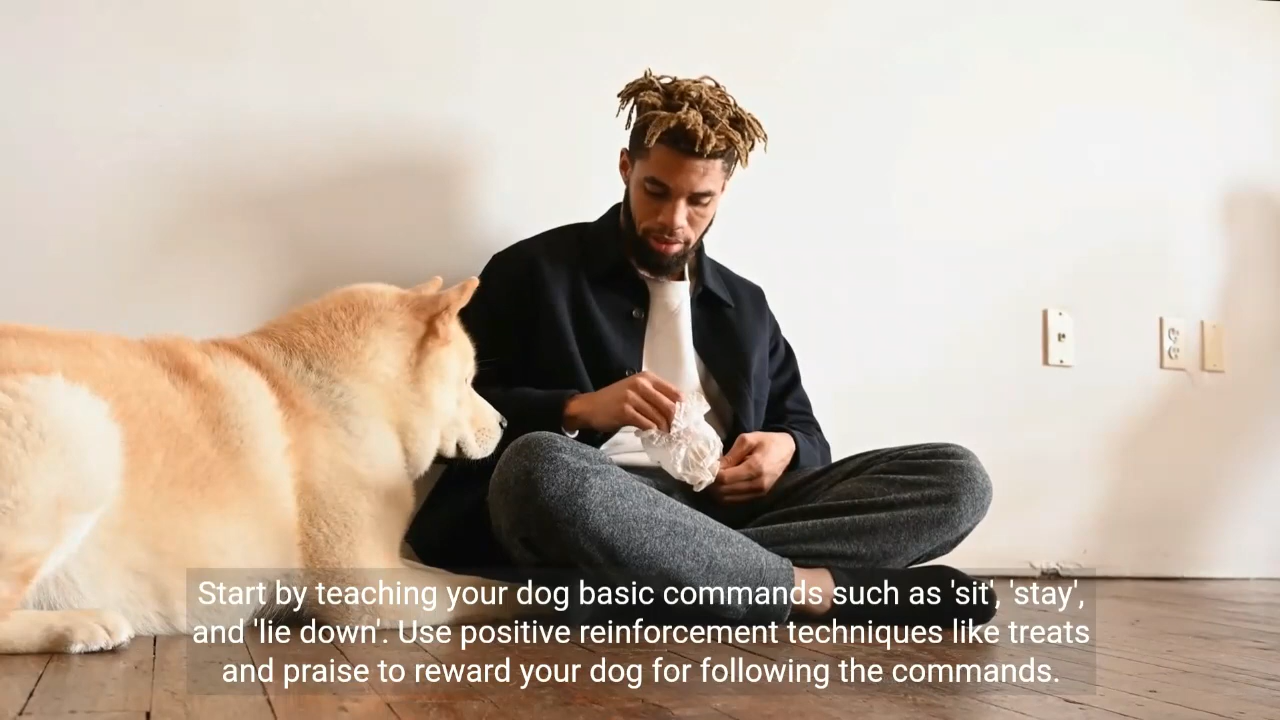 Start by teaching your dog basic commands such as 'sit', 'stay',
and 'lie down'. Use positive reinforcement techniques like treats
and praise to reward your dog for following the commands.